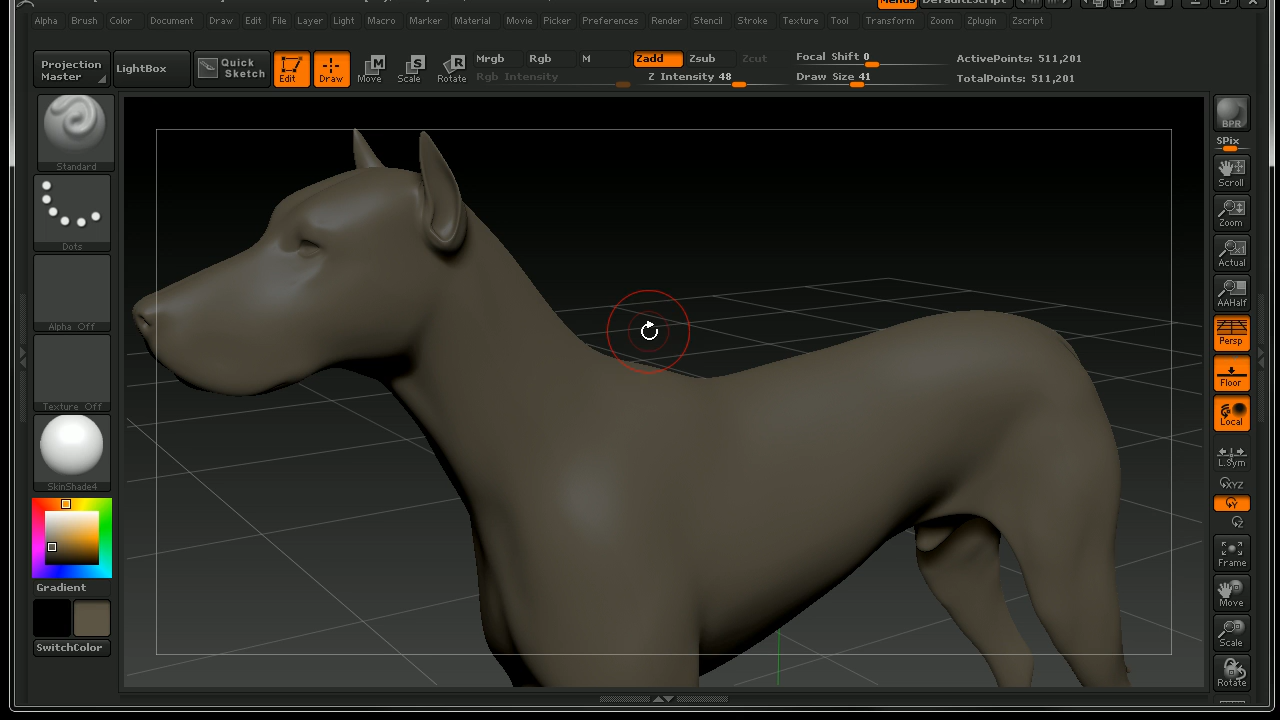 Menus DefaultZScript
Alpha Brush Color Document Draw Edit File Layer Light Macro Marker Material Movie Picker Preferences Render Stencil Stroke Texture Tool Transform Zoom Zplugin Zscript
Projection Master
LightBox
Quick Sketch
Edit
Draw
Move
Scale
Rotate
Mrgb Rgb M Zadd Zsub Zcut
Rgb Intensity Z Intensity 48
Focal Shift 0
Draw Size 41
ActivePoints: 511,201
TotalPoints: 511,201
Standard
Dots
Alpha Off
Texture Off
SkinShade4
Gradient
SwitchColor
BPR
SPix
Scroll
Zoom
Actual
AAHalf
Persp
Floor
Local
L.Sym
XYZ
Y
Z
Frame
Move
Scale
Rotate